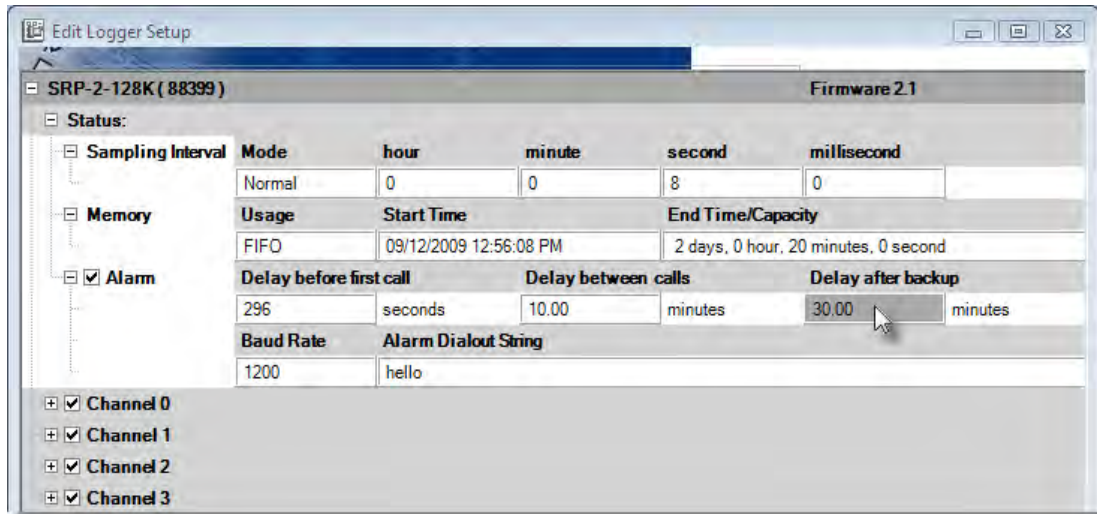 Edit Logger Setup
SRP-2-128K ( 88399 ) Firmware 2.1
Status:
Sampling Interval Mode hour minute second millisecond
Normal 0 0 8 0
Memory Usage Start Time End Time/Capacity
FIFO 09/12/2009 12:56:08 PM 2 days, 0 hour, 20 minutes, 0 second
Alarm Delay before first call Delay between calls Delay after backup
296 seconds 10.00 minutes 30.00 minutes
Baud Rate Alarm Dialout String
1200 hello
Channel 0
Channel 1
Channel 2
Channel 3